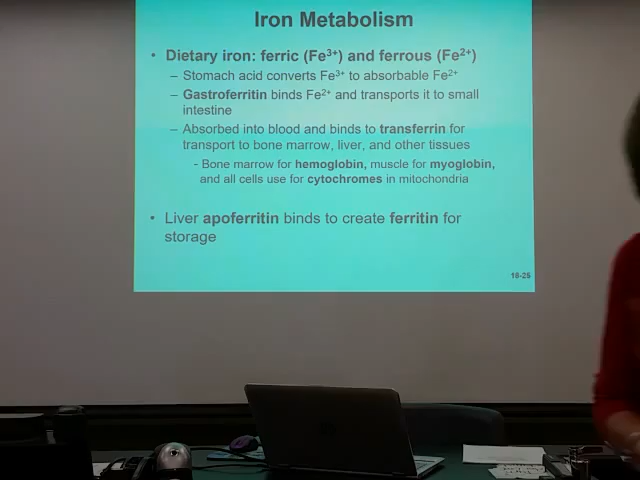 Iron Metabolism
• Dietary iron: ferric (Fe³⁺) and ferrous (Fe²⁺)
– Stomach acid converts Fe³⁺ to absorbable Fe²⁺
– Gastroferritin binds Fe²⁺ and transports it to small
intestine
– Absorbed into blood and binds to transferrin for
transport to bone marrow, liver, and other tissues
- Bone marrow for hemoglobin, muscle for myoglobin,
and all cells use for cytochromes in mitochondria
• Liver apoferritin binds to create ferritin for
storage
18-25